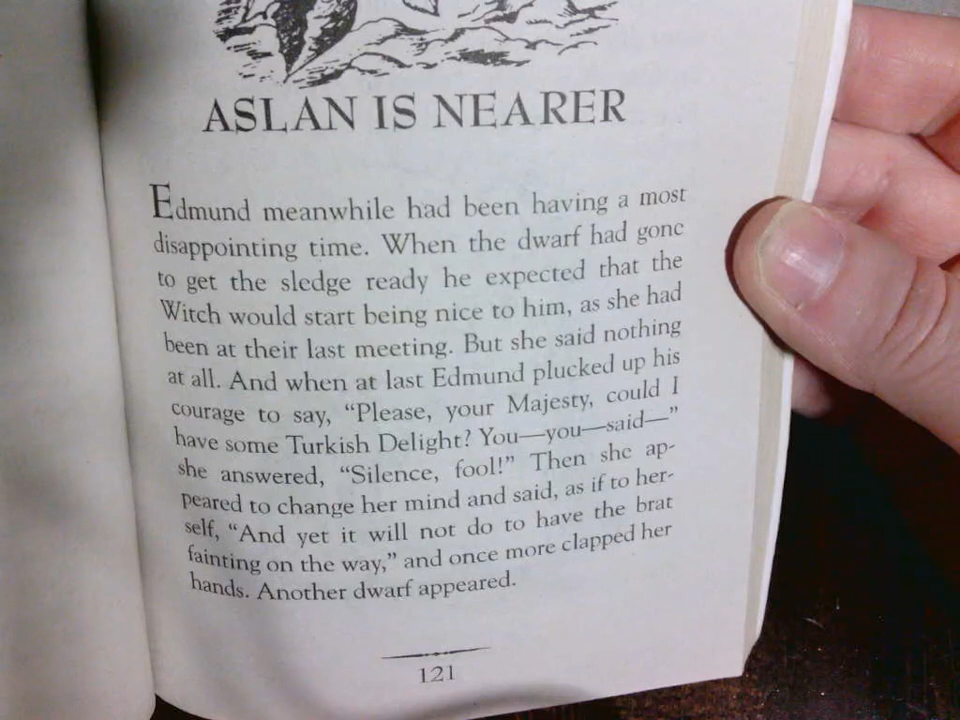 ASLAN IS NEARER
Edmund meanwhile had been having a most
disappointing time. When the dwarf had gone
to get the sledge ready he expected that the
Witch would start being nice to him, as she had
been at their last meeting. But she said nothing
at all. And when at last Edmund plucked up his
courage to say, “Please, your Majesty, could I
have some Turkish Delight? You—you—said—”
she answered, “Silence, fool!” Then she ap-
peared to change her mind and said, as if to her-
self, “And yet it will not do to have the brat
fainting on the way,” and once more clapped her
hands. Another dwarf appeared.
121